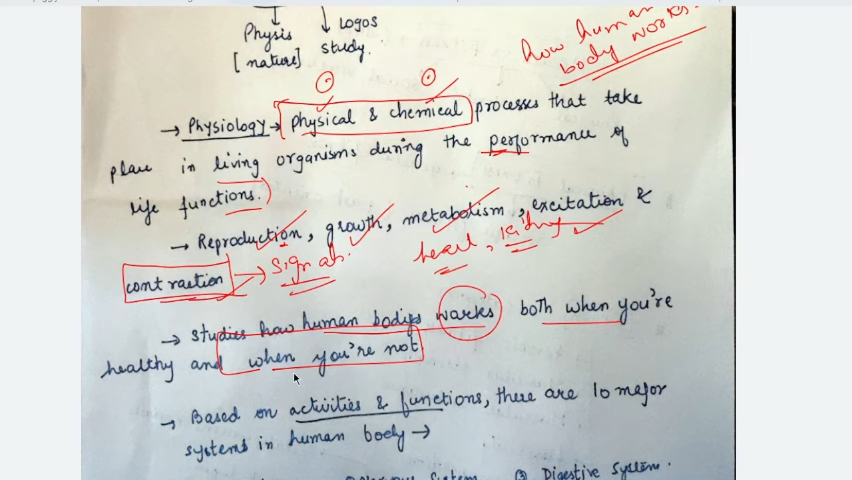 Physis Logos
[nature] study.
how human
body works.
→ Physiology → physical & chemical processes that take
place in living organisms during the performance of
life functions.
→ Reproduction, growth, metabolism, excitation &
contraction → Signals. heart, kidney
→ Studies how human bodies works both when you're
healthy and when you're not
→ Based on activities & functions, there are 10 major
systems in human body →
System ② Digestive System.